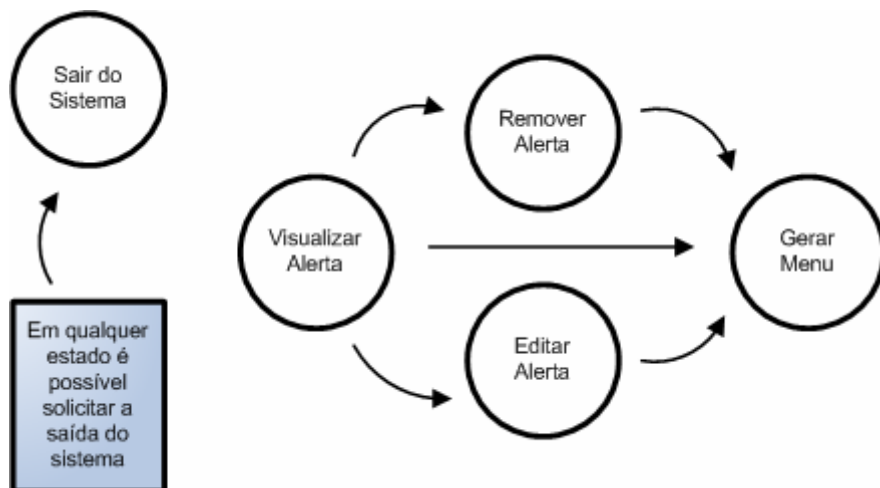 Sair do
Sistema
Em qualquer
estado é
possível
solicitar a
saída do
sistema
Visualizar
Alerta
Remover
Alerta
Editar
Alerta
Gerar
Menu